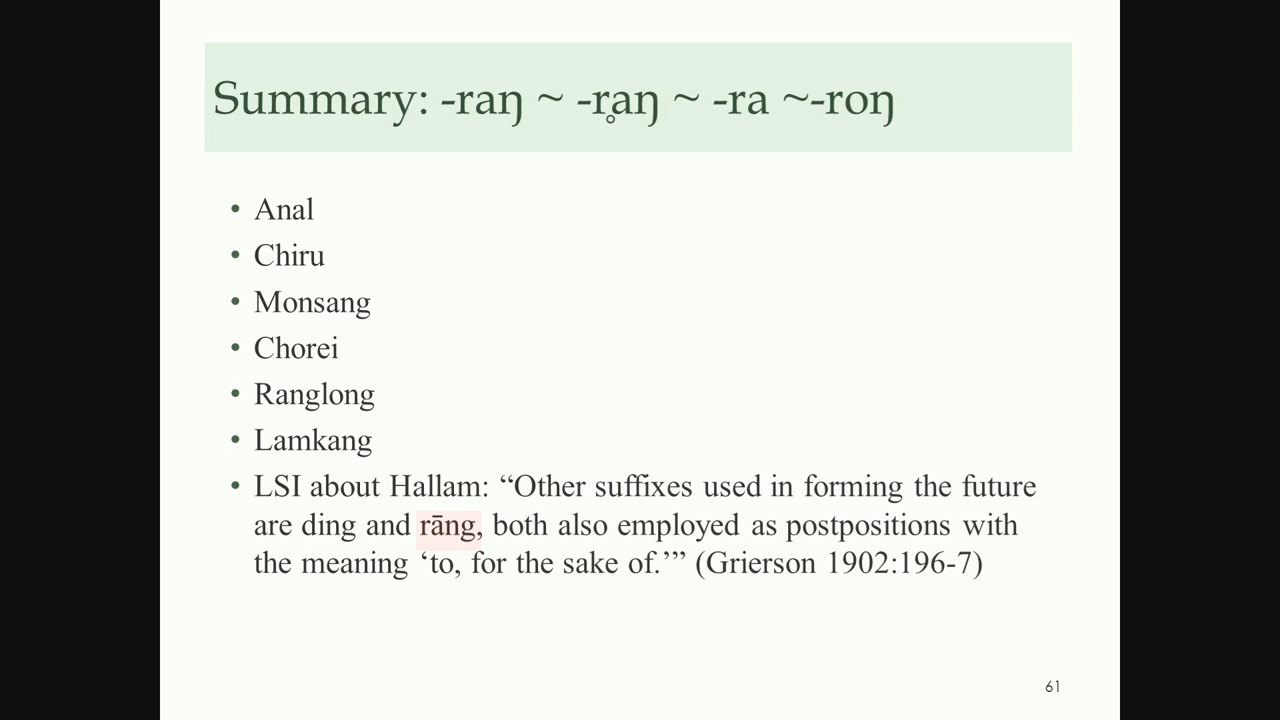 Summary: -raŋ ~ -r̥aŋ ~ -ra ~-roŋ
• Anal
• Chiru
• Monsang
• Chorei
• Ranglong
• Lamkang
• LSI about Hallam: “Other suffixes used in forming the future
are ding and rāng, both also employed as postpositions with
the meaning ‘to, for the sake of.’” (Grierson 1902:196-7)
61